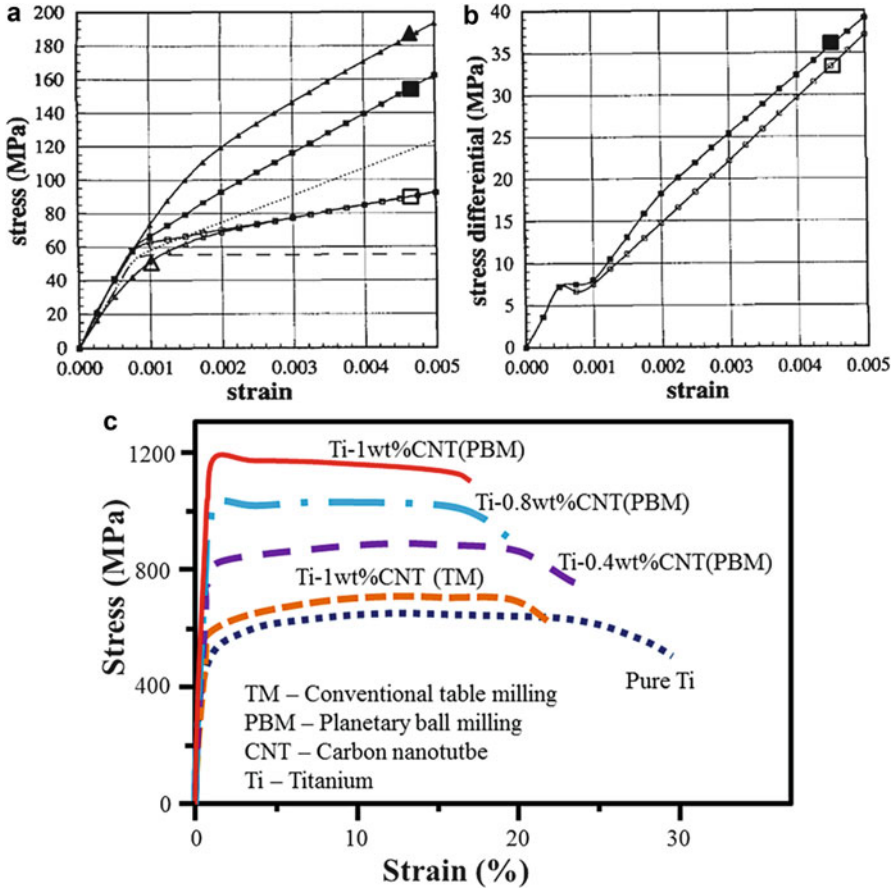 a
200
180
160
140
120
100
80
60
40
20
0
stress (MPa)
0.000 0.001 0.002 0.003 0.004 0.005
strain
b
40
35
30
25
20
15
10
5
0
stress differential (MPa)
0.000 0.001 0.002 0.003 0.004 0.005
strain
c
1200
800
400
0
Stress (MPa)
Ti-1wt%CNT(PBM)
Ti-0.8wt%CNT(PBM)
Ti-0.4wt%CNT(PBM)
Ti-1wt%CNT (TM)
Pure Ti
TM – Conventional table milling
PBM – Planetary ball milling
CNT – Carbon nanotutbe
Ti – Titanium
0 10 20 30
Strain (%)